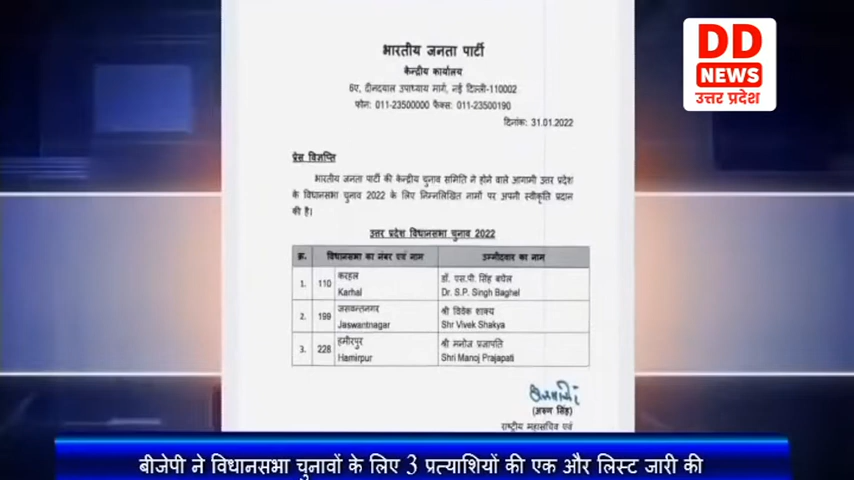 भारतीय जनता पार्टी
केन्द्रीय कार्यालय
6ए, दीनदयाल उपाध्याय मार्ग, नई दिल्ली-110002
फोन: 011-23500000 फैक्स: 011-23500190
दिनांक: 31.01.2022
DD
NEWS
उत्तर प्रदेश
प्रेस विज्ञप्ति
भारतीय जनता पार्टी की केन्द्रीय चुनाव समिति ने होने वाले आगामी उत्तर प्रदेश
के विधानसभा चुनाव 2022 के लिए निम्नलिखित नामों पर अपनी स्वीकृति प्रदान
की है।
उत्तर प्रदेश विधानसभा चुनाव 2022
क्र. विधानसभा का नंबर एवं नाम उम्मीदवार का नाम
1. 110 करहल डॉ. एस.पी. सिंह बघेल
Karhal Dr. S.P. Singh Baghel
2. 199 जसवन्तनगर श्री विवेक शाक्य
Jaswantnagar Shr Vivek Shakya
3. 228 हमीरपुर श्री मनोज प्रजापति
Hamirpur Shri Manoj Prajapati
(अरुण सिंह)
राष्ट्रीय महासचिव एवं
बीजेपी ने विधानसभा चुनावों के लिए 3 प्रत्याशियों की एक और लिस्ट जारी की